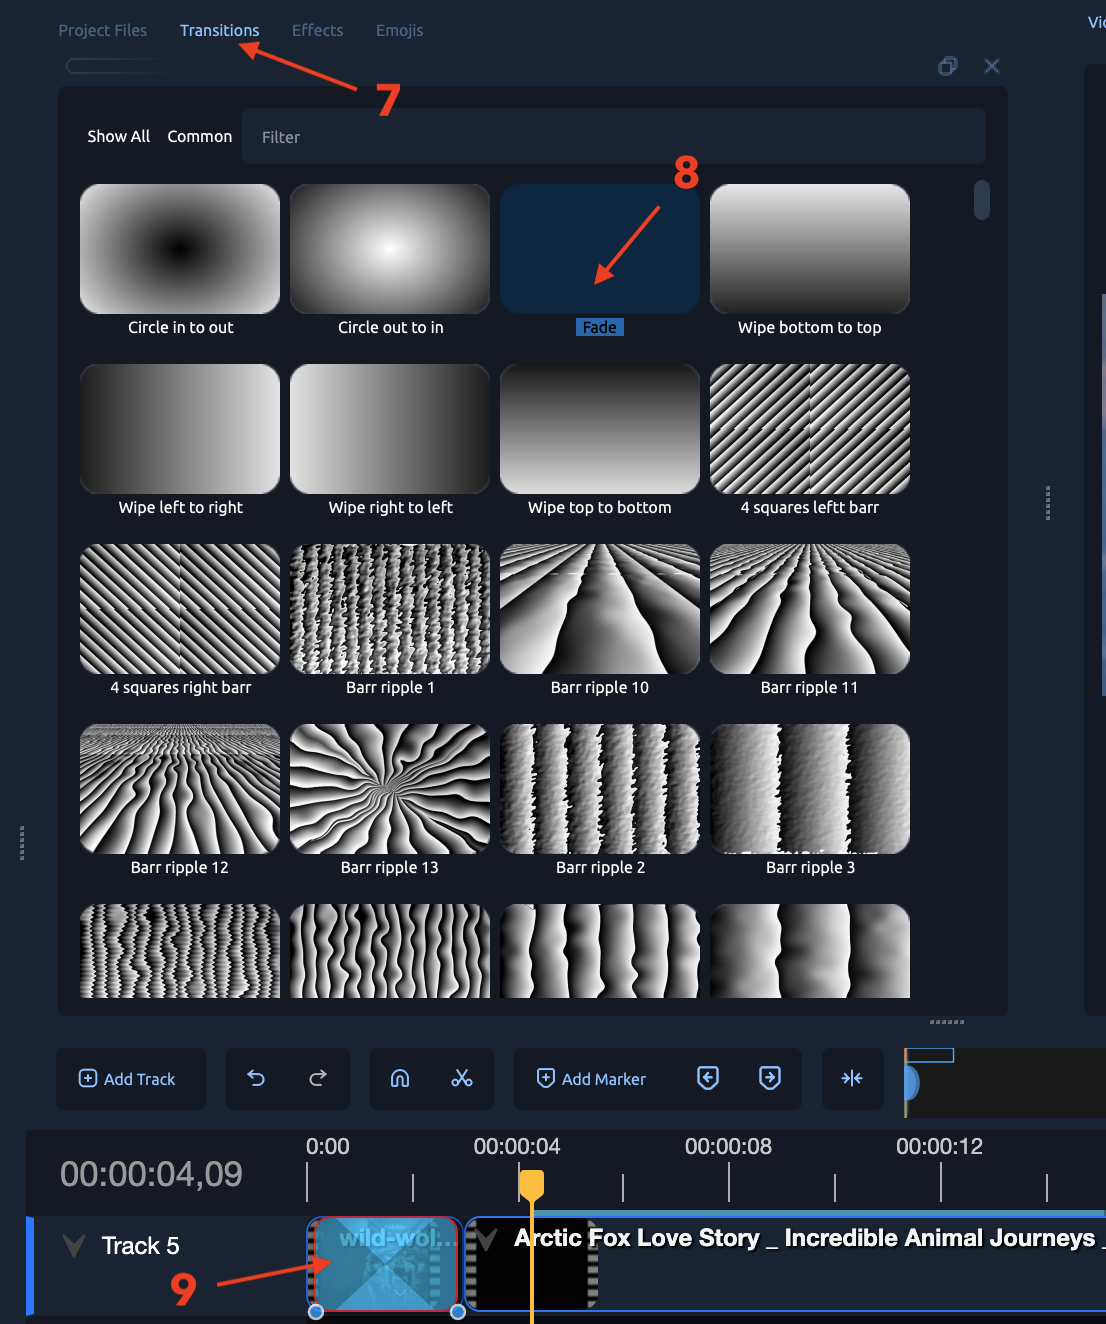 Project Files Transitions Effects Emojis
7
Show All Common Filter
8
Circle in to out Circle out to in Fade Wipe bottom to top
Wipe left to right Wipe right to left Wipe top to bottom 4 squares leftt barr
4 squares right barr Barr ripple 1 Barr ripple 10 Barr ripple 11
Barr ripple 12 Barr ripple 13 Barr ripple 2 Barr ripple 3
Add Track Add Marker
0:00 00:00:04 00:00:08 00:00:12
00:00:04,09
Track 5 wild-wol... Arctic Fox Love Story _ Incredible Animal Journeys _
9